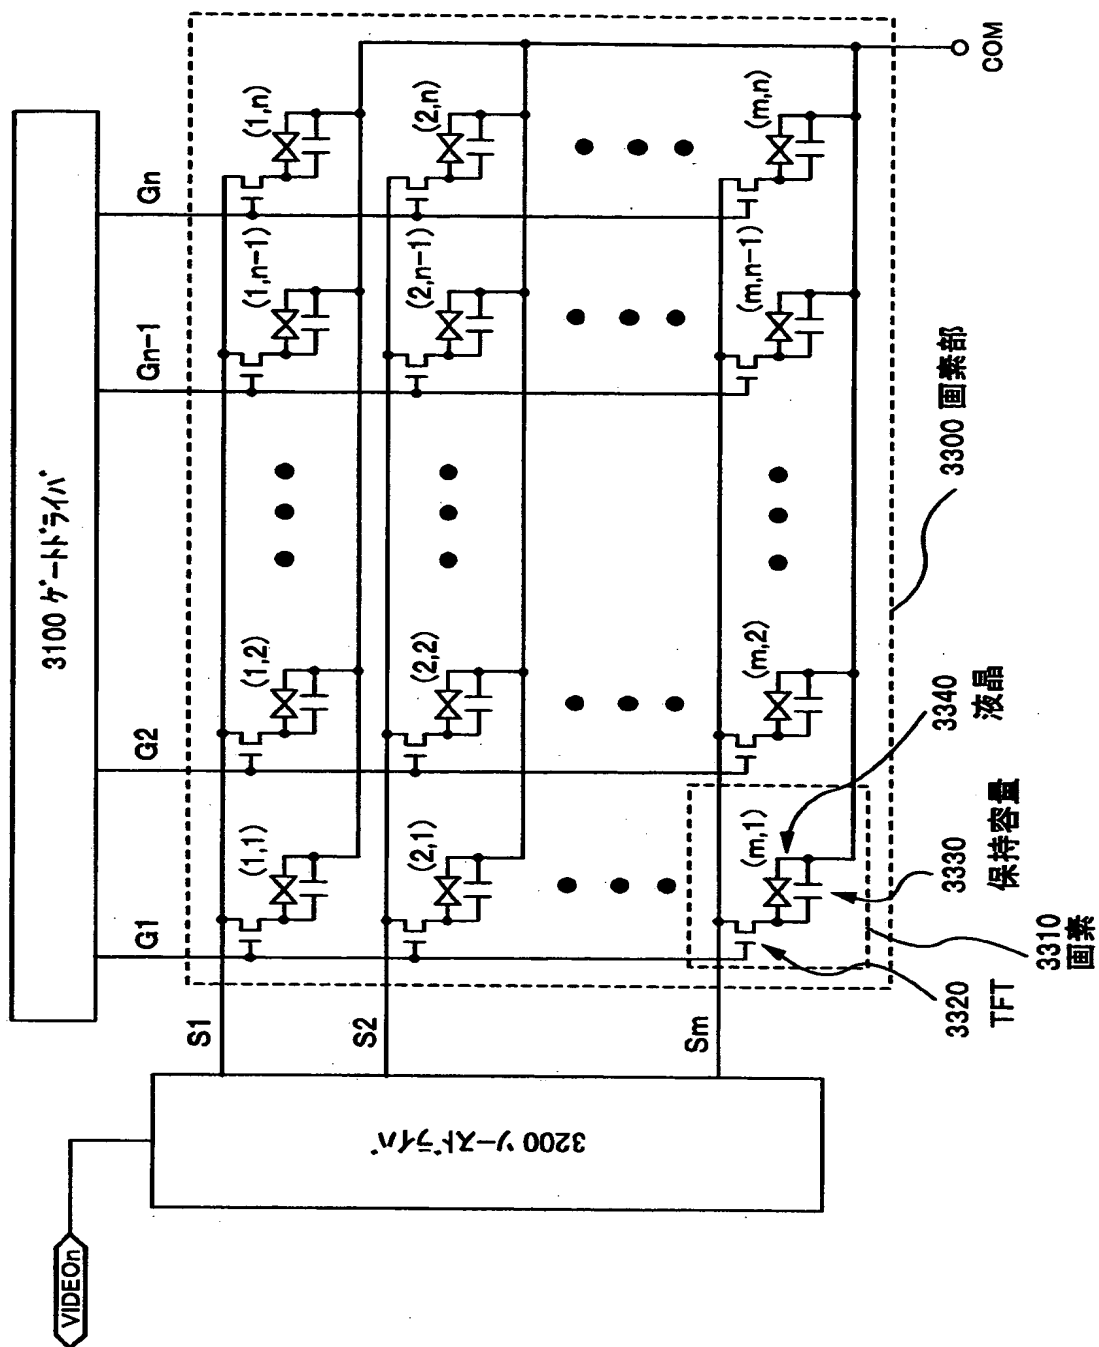 3100 ゲートドライバ
VIDEOn
3200 ソースドライバ
G1
G2
Gn-1
Gn
S1
(1,1)
(1,2)
(1,n-1)
(1,n)
S2
(2,1)
(2,2)
(2,n-1)
(2,n)
Sm
(m,1)
(m,2)
(m,n-1)
(m,n)
COM
3320
TFT
3310
画素
3330
保持容量
3340
液晶
3300 画素部